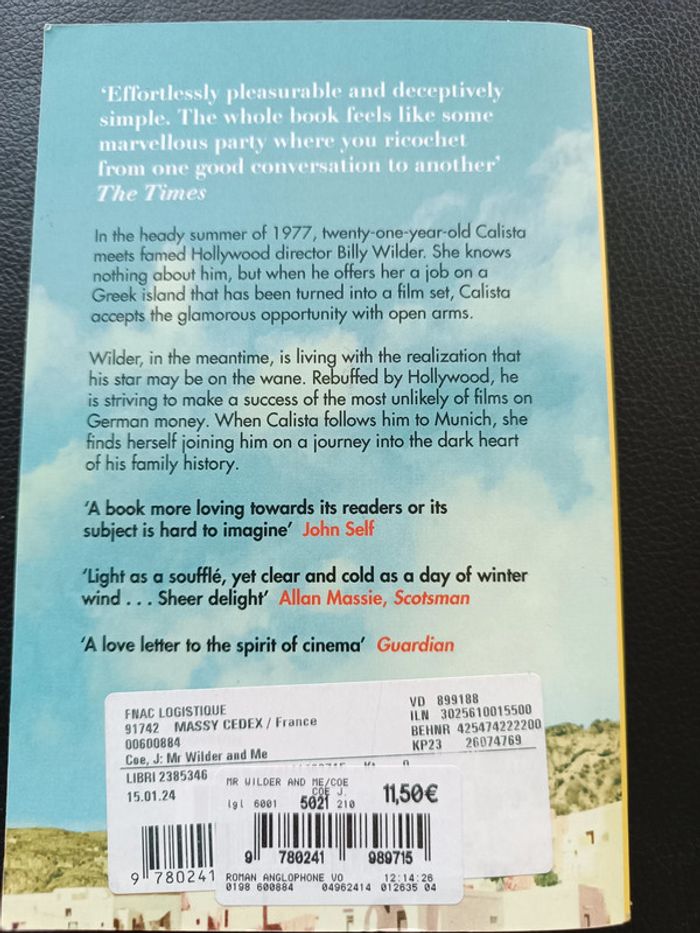 ‘Effortlessly pleasurable and deceptively
simple. The whole book feels like some
marvellous party where you ricochet
from one good conversation to another’
The Times
In the heady summer of 1977, twenty-one-year-old Calista
meets famed Hollywood director Billy Wilder. She knows
nothing about him, but when he offers her a job on a
Greek island that has been turned into a film set, Calista
accepts the glamorous opportunity with open arms.
Wilder, in the meantime, is living with the realization that
his star may be on the wane. Rebuffed by Hollywood, he
is striving to make a success of the most unlikely of films on
German money. When Calista follows him to Munich, she
finds herself joining him on a journey into the dark heart
of his family history.
‘A book more loving towards its readers or its
subject is hard to imagine’ John Self
‘Light as a soufflé, yet clear and cold as a day of winter
wind . . . Sheer delight’ Allan Massie, Scotsman
‘A love letter to the spirit of cinema’ Guardian
FNAC LOGISTIQUE
91742 MASSY CEDEX / France
00600884
Coe, J: Mr Wilder and Me
LIBRI 2385346
15.01.24
VD 899188
ILN 3025610015500
BEHNR 425474222200
KP23 26074769
9 780241
MR WILDER AND ME/COE
COE J.
lgl 6001 5021 210
11,50€
9 780241 989715
ROMAN ANGLOPHONE VO 12:14:26
0198 600884 04962414 012635 04